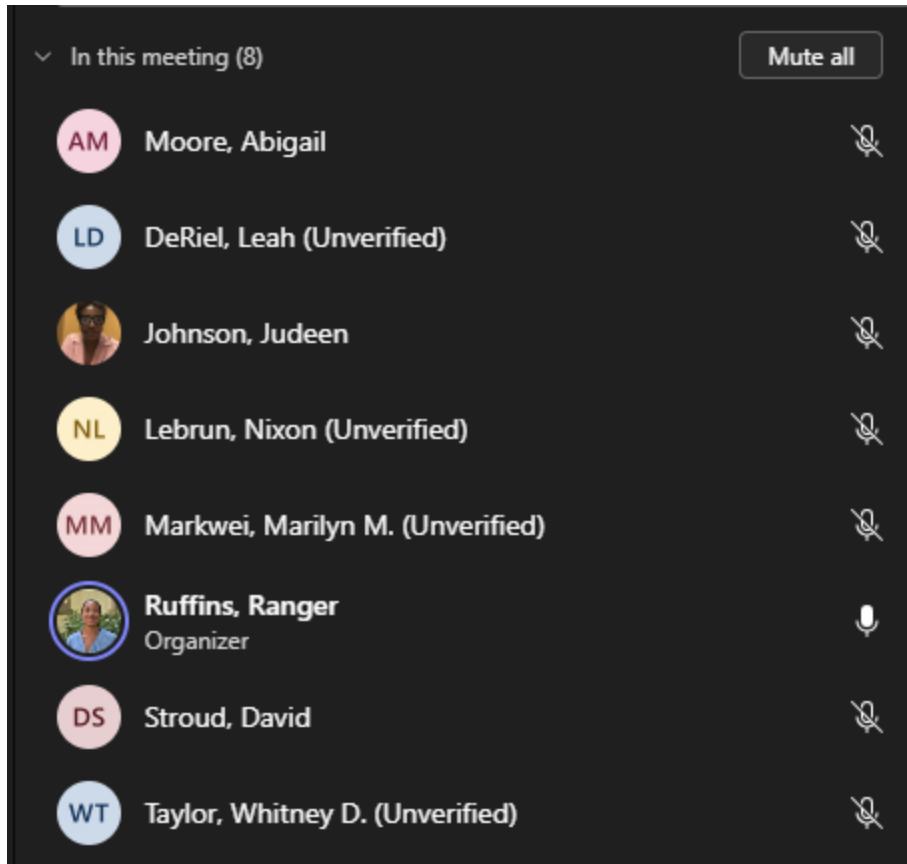 In this meeting (8) Mute all
AM Moore, Abigail
LD DeRiel, Leah (Unverified)
Johnson, Judeen
NL Lebrun, Nixon (Unverified)
MM Markwei, Marilyn M. (Unverified)
Ruffins, Ranger
Organizer
DS Stroud, David
WT Taylor, Whitney D. (Unverified)